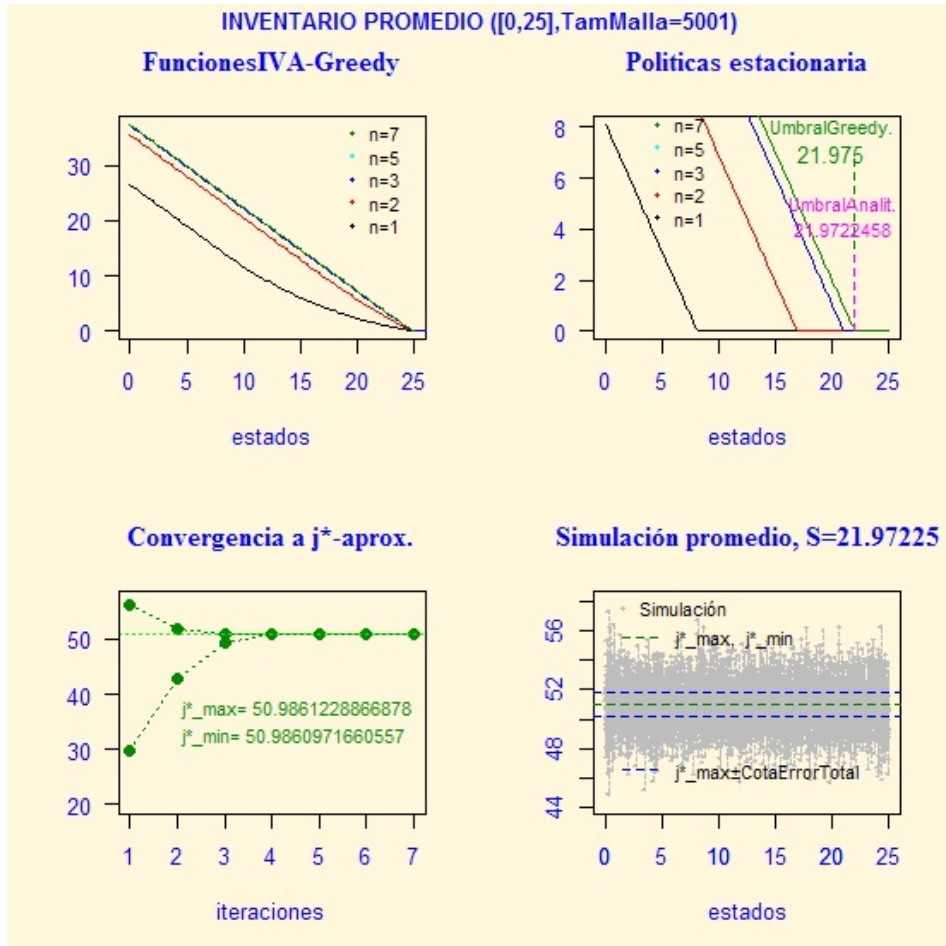 INVENTARIO PROMEDIO ([0,25],TamMalla=5001)
FuncionesIVA-Greedy
n=7
n=5
n=3
n=2
n=1
30
20
10
0
0 5 10 15 20 25
estados
Politicas estacionaria
n=7
n=5
n=3
n=2
n=1
UmbralGreedy.
21.975
UmbralAnalit.
21.9722458
8
6
4
2
0
0 5 10 15 20 25
estados
Convergencia a j*-aprox.
50
40
30
20
j*_max= 50.9861228866878
j*_min= 50.9860971660557
1 2 3 4 5 6 7
iteraciones
Simulación promedio, S=21.97225
Simulación
j*_max, j*_min
j*_max±CotaErrorTotal
56
52
48
44
0 5 10 15 20 25
estados